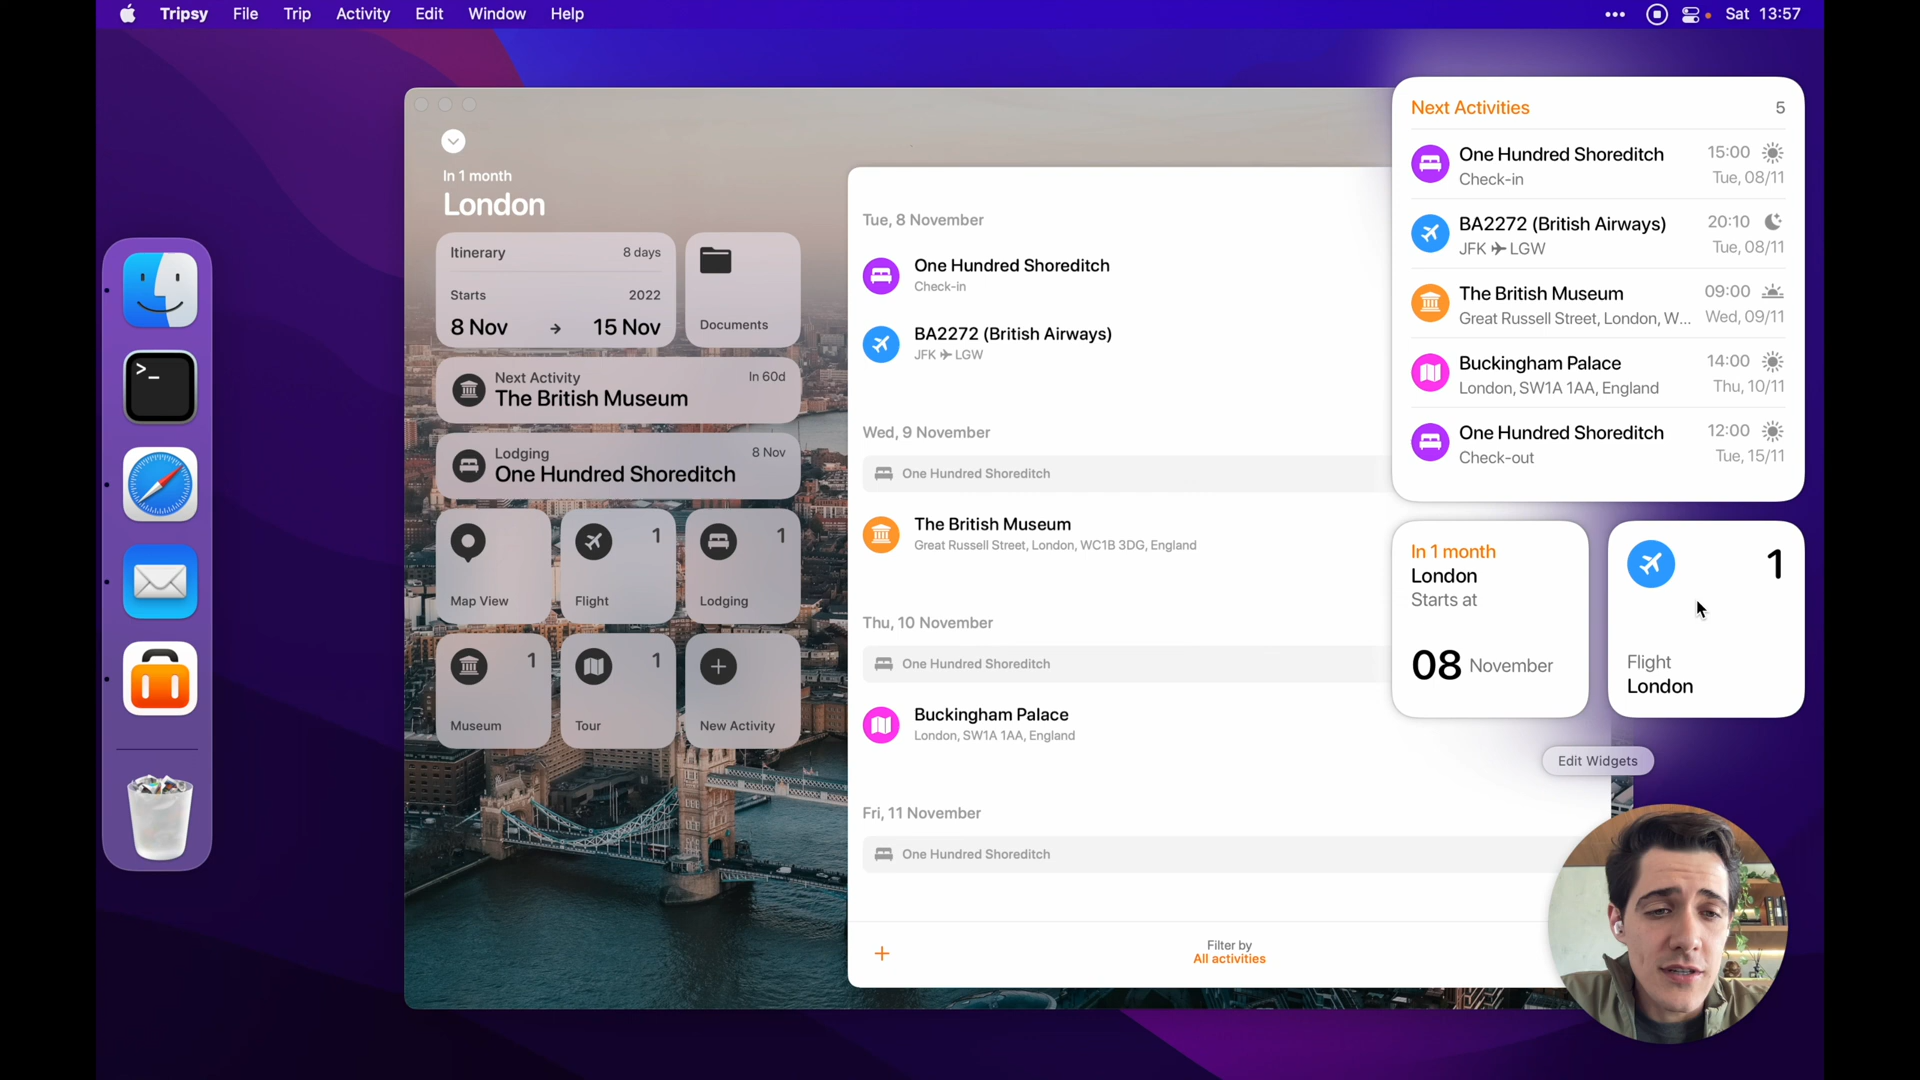 Tripsy File Trip Activity Edit Window Help
Sat 13:57
In 1 month
London
Itinerary 8 days
Starts 2022
8 Nov → 15 Nov
Documents
Next Activity In 60d
The British Museum
Lodging 8 Nov
One Hundred Shoreditch
Map View
1
Flight
1
Lodging
1
Museum
1
Tour
New Activity
Tue, 8 November
One Hundred Shoreditch
Check-in
BA2272 (British Airways)
JFK ✈ LGW
Wed, 9 November
One Hundred Shoreditch
The British Museum
Great Russell Street, London, WC1B 3DG, England
Thu, 10 November
One Hundred Shoreditch
Buckingham Palace
London, SW1A 1AA, England
Fri, 11 November
One Hundred Shoreditch
Filter by
All activities
Next Activities 5
One Hundred Shoreditch 15:00
Check-in Tue, 08/11
BA2272 (British Airways) 20:10
JFK ✈ LGW Tue, 08/11
The British Museum 09:00
Great Russell Street, London, W... Wed, 09/11
Buckingham Palace 14:00
London, SW1A 1AA, England Thu, 10/11
One Hundred Shoreditch 12:00
Check-out Tue, 15/11
In 1 month
London
Starts at
08 November
1
Flight
London
Edit Widgets